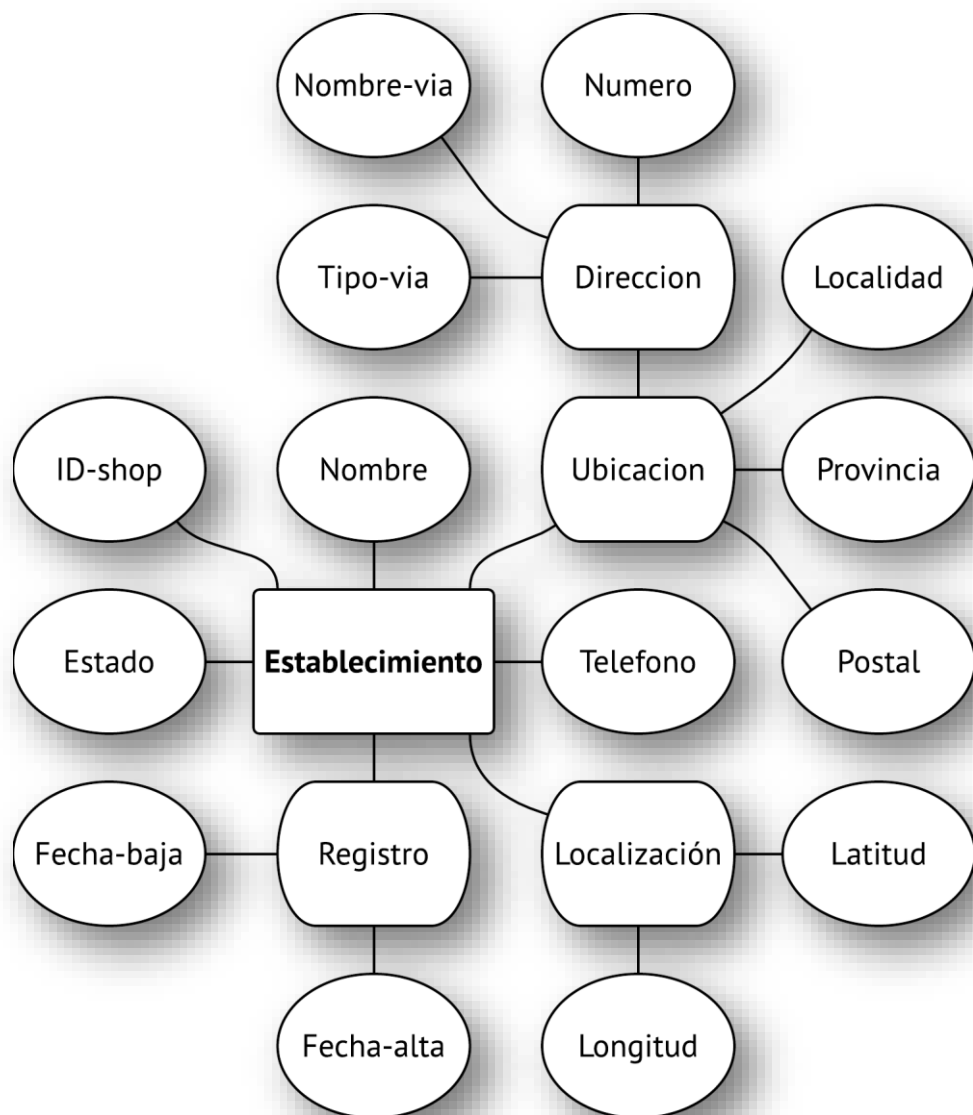 Nombre-via
Numero
Tipo-via
Direccion
Localidad
ID-shop
Nombre
Ubicacion
Provincia
Estado
Establecimiento
Telefono
Postal
Fecha-baja
Registro
Localización
Latitud
Fecha-alta
Longitud